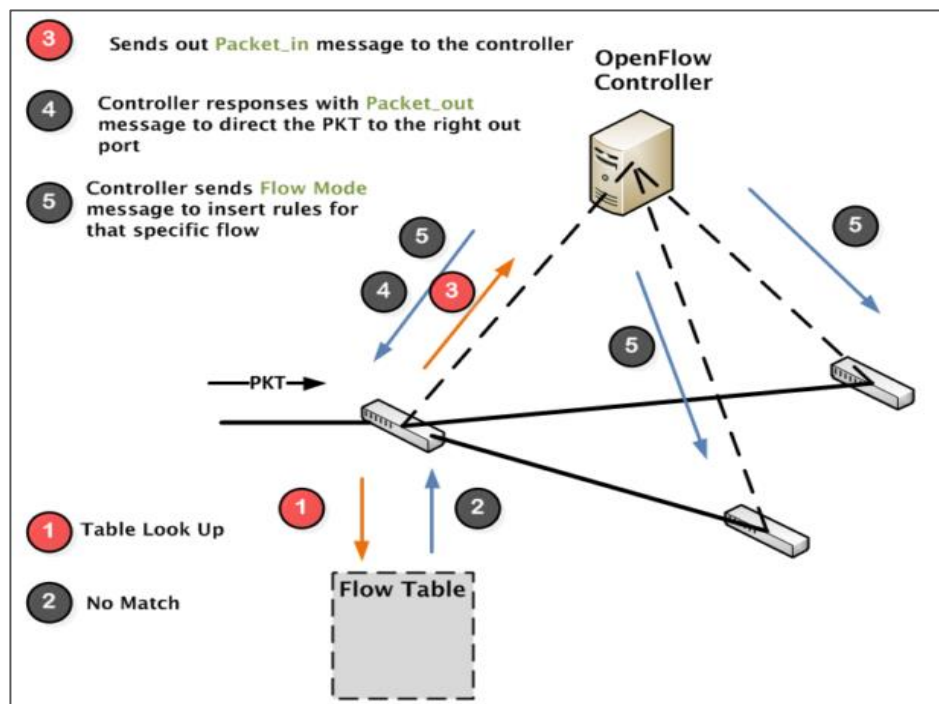 3 Sends out Packet_in message to the controller
4 Controller responses with Packet_out
message to direct the PKT to the right out
port
5 Controller sends Flow Mode
message to insert rules for
that specific flow
OpenFlow
Controller
5
4
3
5
5
PKT
1
2
1 Table Look Up
2 No Match
Flow Table